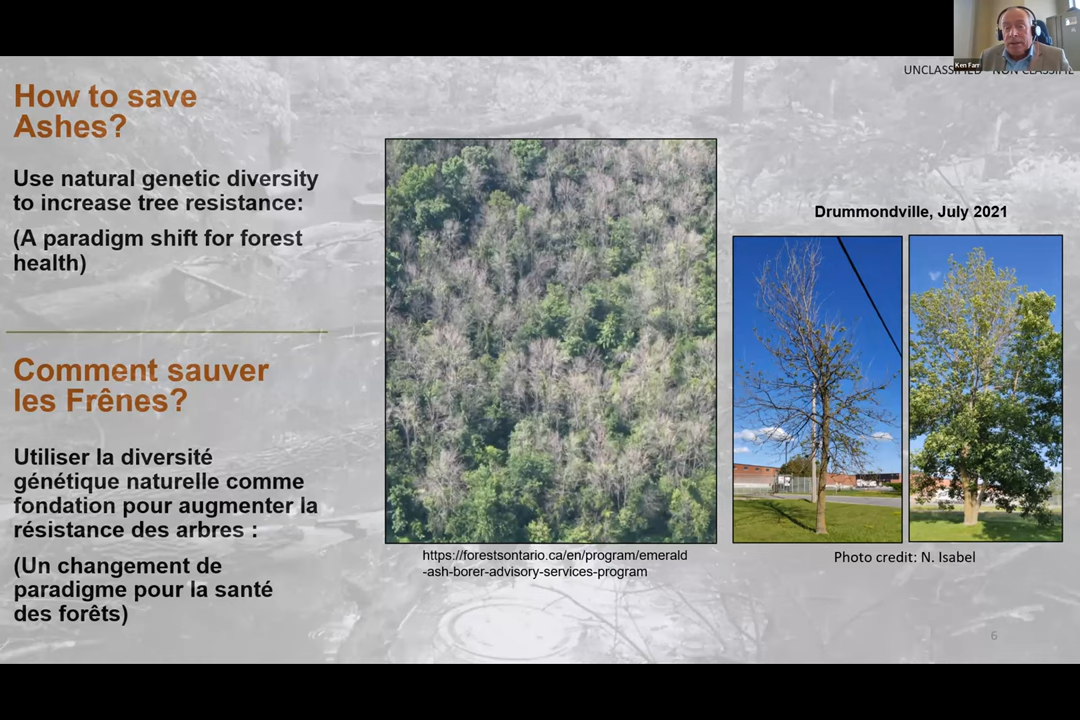 Ken Farr
How to save
Ashes?
Use natural genetic diversity
to increase tree resistance:
(A paradigm shift for forest
health)
Comment sauver
les Frênes?
Utiliser la diversité
génétique naturelle comme
fondation pour augmenter la
résistance des arbres :
(Un changement de
paradigme pour la santé
des forêts)
https://forestsontario.ca/en/program/emerald
-ash-borer-advisory-services-program
Drummondville, July 2021
Photo credit: N. Isabel
6